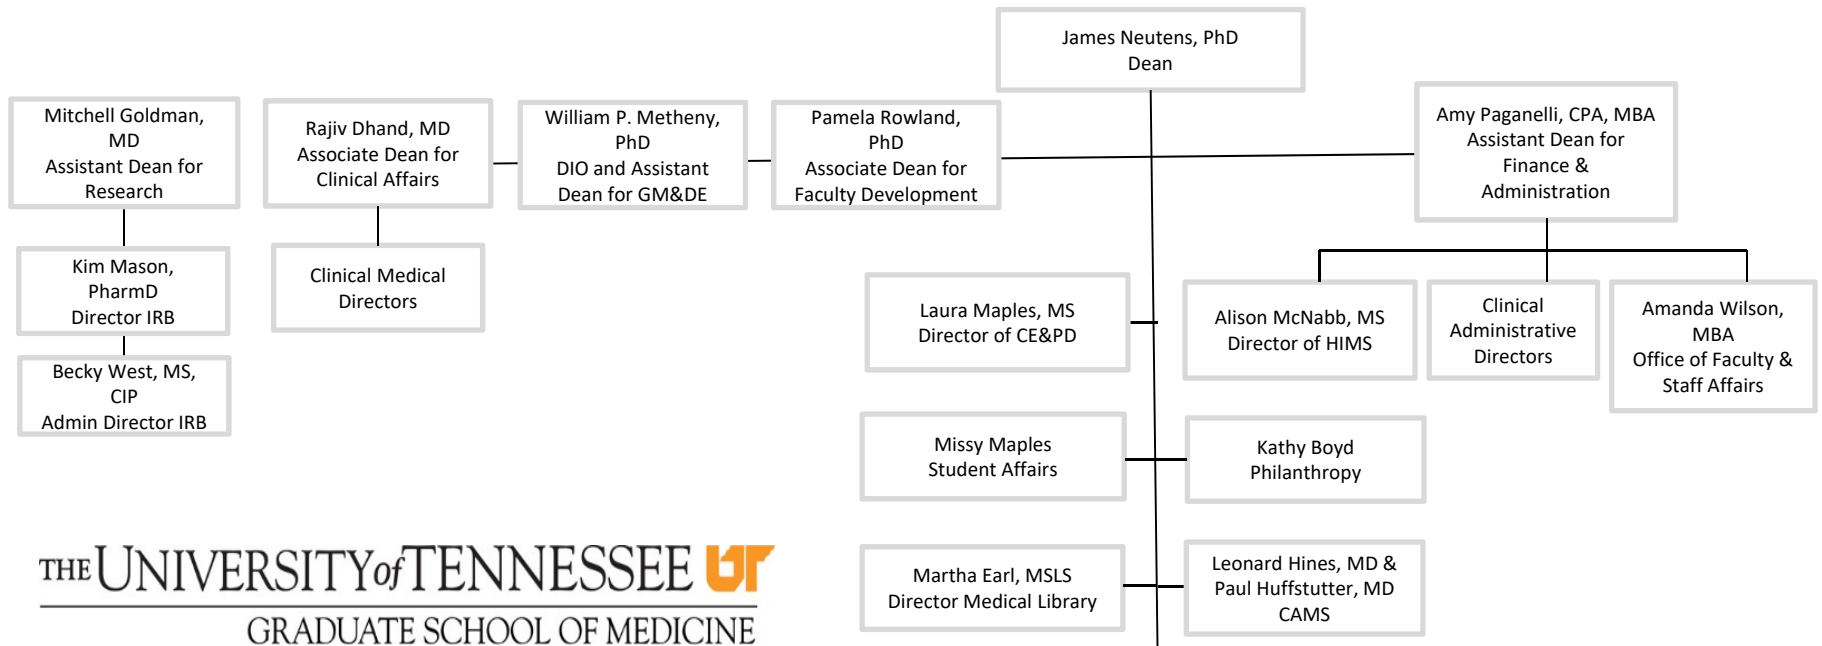 James Neutens, PhD
Dean
Mitchell Goldman,
MD
Assistant Dean for
Research
Rajiv Dhand, MD
Associate Dean for
Clinical Affairs
William P. Metheny,
PhD
DIO and Assistant
Dean for GM&DE
Pamela Rowland,
PhD
Associate Dean for
Faculty Development
Amy Paganelli, CPA, MBA
Assistant Dean for
Finance &
Administration
Kim Mason,
PharmD
Director IRB
Clinical Medical
Directors
Becky West, MS,
CIP
Admin Director IRB
Laura Maples, MS
Director of CE&PD
Alison McNabb, MS
Director of HIMS
Clinical
Administrative
Directors
Amanda Wilson,
MBA
Office of Faculty &
Staff Affairs
Missy Maples
Student Affairs
Kathy Boyd
Philanthropy
Martha Earl, MSLS
Director Medical Library
Leonard Hines, MD &
Paul Huffstutter, MD
CAMS
THE UNIVERSITY of TENNESSEE UT
GRADUATE SCHOOL OF MEDICINE